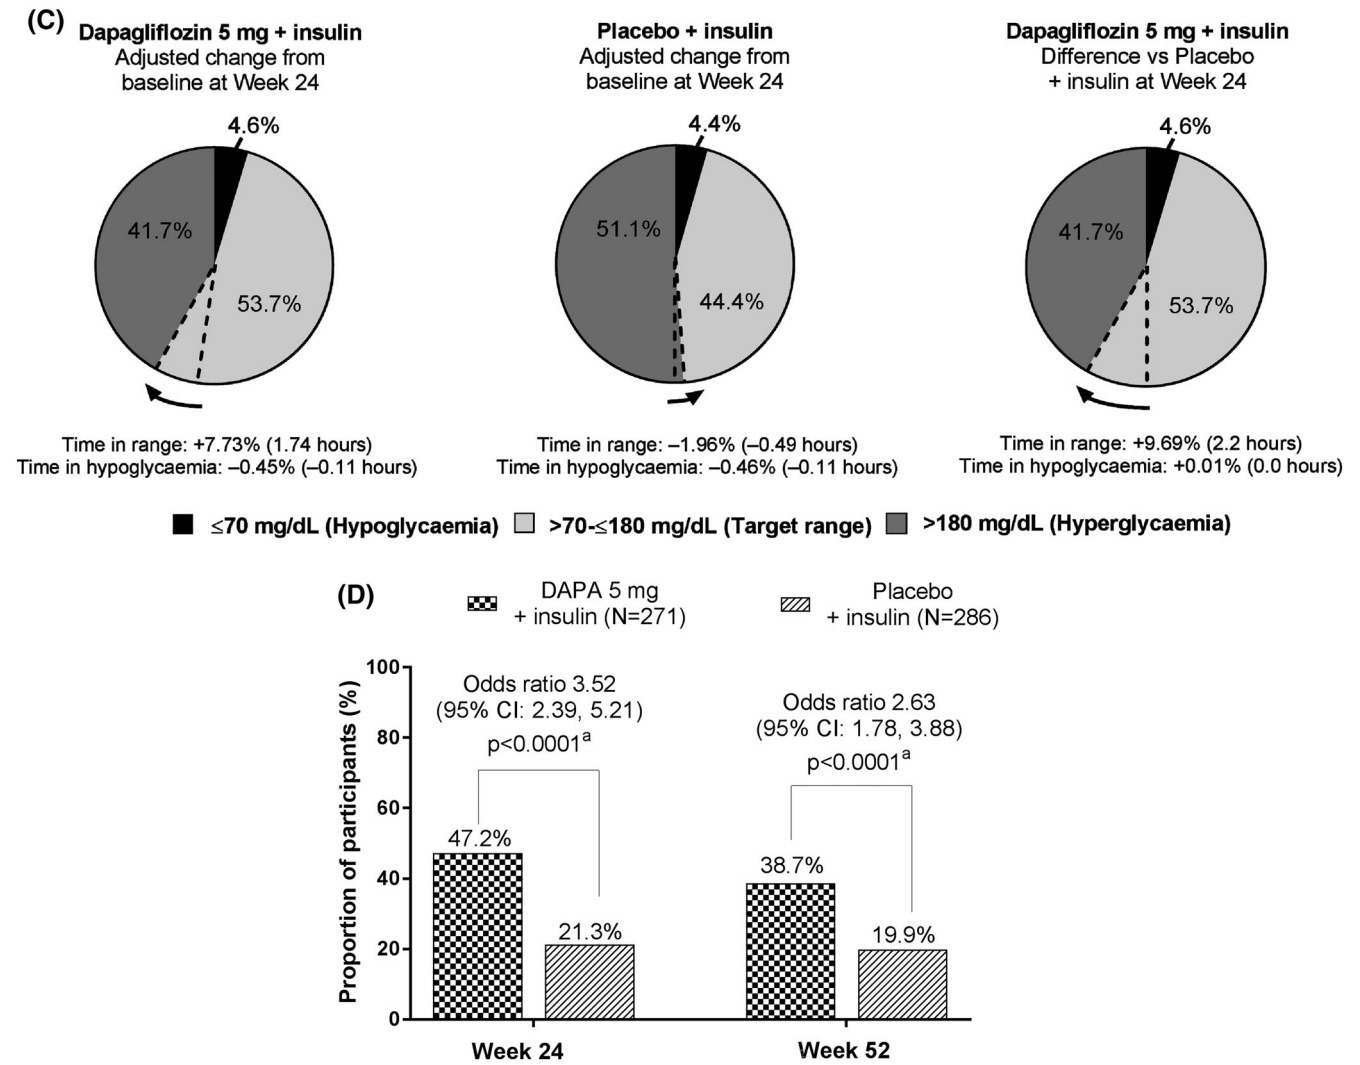 (C)
Dapagliflozin 5 mg + insulin
Adjusted change from
baseline at Week 24
Placebo + insulin
Adjusted change from
baseline at Week 24
Dapagliflozin 5 mg + insulin
Difference vs Placebo
+ insulin at Week 24
4.6%
41.7%
53.7%
4.4%
51.1%
44.4%
4.6%
41.7%
53.7%
Time in range: +7.73% (1.74 hours)
Time in hypoglycaemia: –0.45% (–0.11 hours)
Time in range: –1.96% (–0.49 hours)
Time in hypoglycaemia: –0.46% (–0.11 hours)
Time in range: +9.69% (2.2 hours)
Time in hypoglycaemia: +0.01% (0.0 hours)
≤70 mg/dL (Hypoglycaemia)
>70-≤180 mg/dL (Target range)
>180 mg/dL (Hyperglycaemia)
(D)
DAPA 5 mg
+ insulin (N=271)
Placebo
+ insulin (N=286)
Proportion of participants (%)
100
80
60
40
20
0
Odds ratio 3.52
(95% CI: 2.39, 5.21)
p<0.0001a
47.2%
21.3%
Odds ratio 2.63
(95% CI: 1.78, 3.88)
p<0.0001a
38.7%
19.9%
Week 24
Week 52